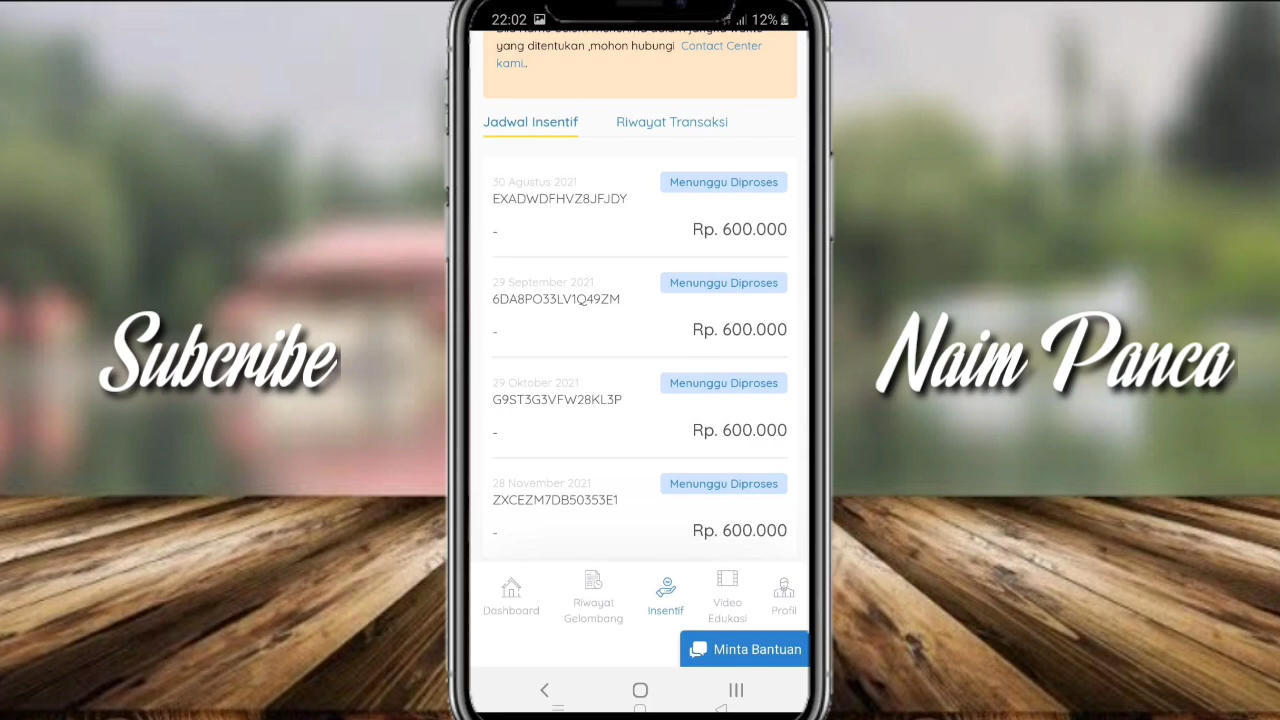 22:02
12%
yang ditentukan ,mohon hubungi Contact Center
kami..
Jadwal Insentif
Riwayat Transaksi
30 Agustus 2021
Menunggu Diproses
EXADWDFHVZ8JFJDY
-
Rp. 600.000
29 September 2021
Menunggu Diproses
6DA8PO33LV1Q49ZM
-
Rp. 600.000
Subcribe
Naim Panca
29 Oktober 2021
Menunggu Diproses
G9ST3G3VFW28KL3P
-
Rp. 600.000
28 November 2021
Menunggu Diproses
ZXCEZM7DB50353E1
-
Rp. 600.000
Dashboard
Riwayat
Gelombang
Insentif
Video
Edukasi
Profil
Minta Bantuan